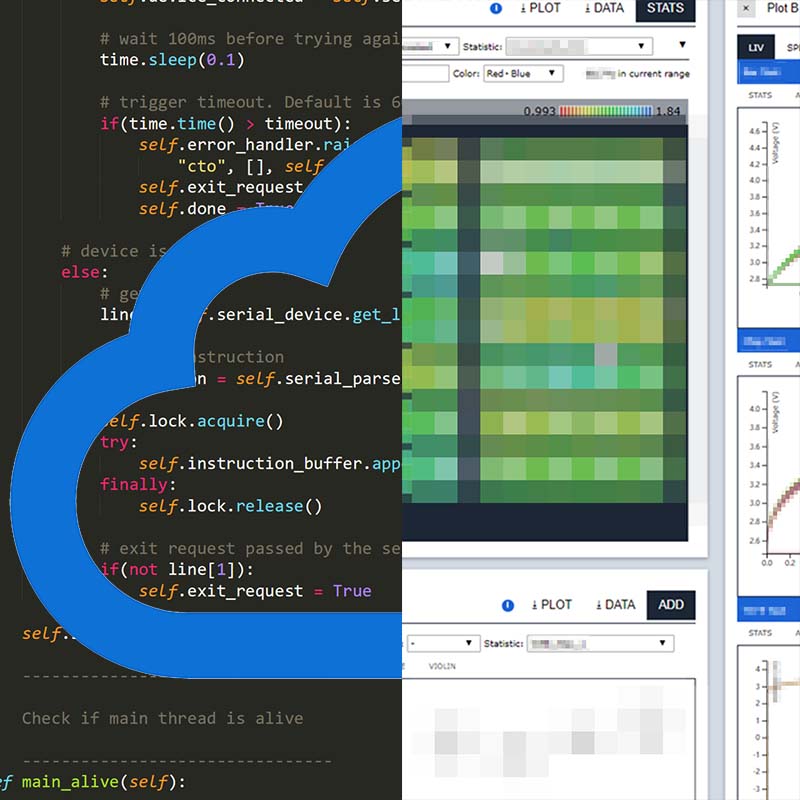 # wait 100ms before trying agai
time.sleep(0.1)
# trigger timeout. Default is 6
if(time.time() > timeout):
self.error_handler.rai
"cto", [], self
self.exit_request
self.done = True
# device is
else:
# ge
line
.serial_device.get_l
nstruction
n = self.serial_parse
self.lock.acquire()
try:
self.instruction_buffer.app
finally:
self.lock.release()
# exit request passed by the se
if(not line[1]):
self.exit_request = True
self.
--------------------------------
Check if main thread is alive
--------------------------------
ef main_alive(self):
PLOT DATA STATS
Statistic:
Color: Red - Blue in current range
0.993 1.84
PLOT DATA ADD
- Statistic:
VIOLIN
× Plot B
LIV SP
STATS A
Voltage (V)
4.6
4.4
4.2
4.0
3.8
3.6
3.4
3.2
3.0
2.8
STATS A
Voltage (V)
4.0
3.8
3.6
3.4
3.2
3.0
2.8
2.6
0.0 0.2
STATS A
4
3
2
1
0
-1
-2
-3